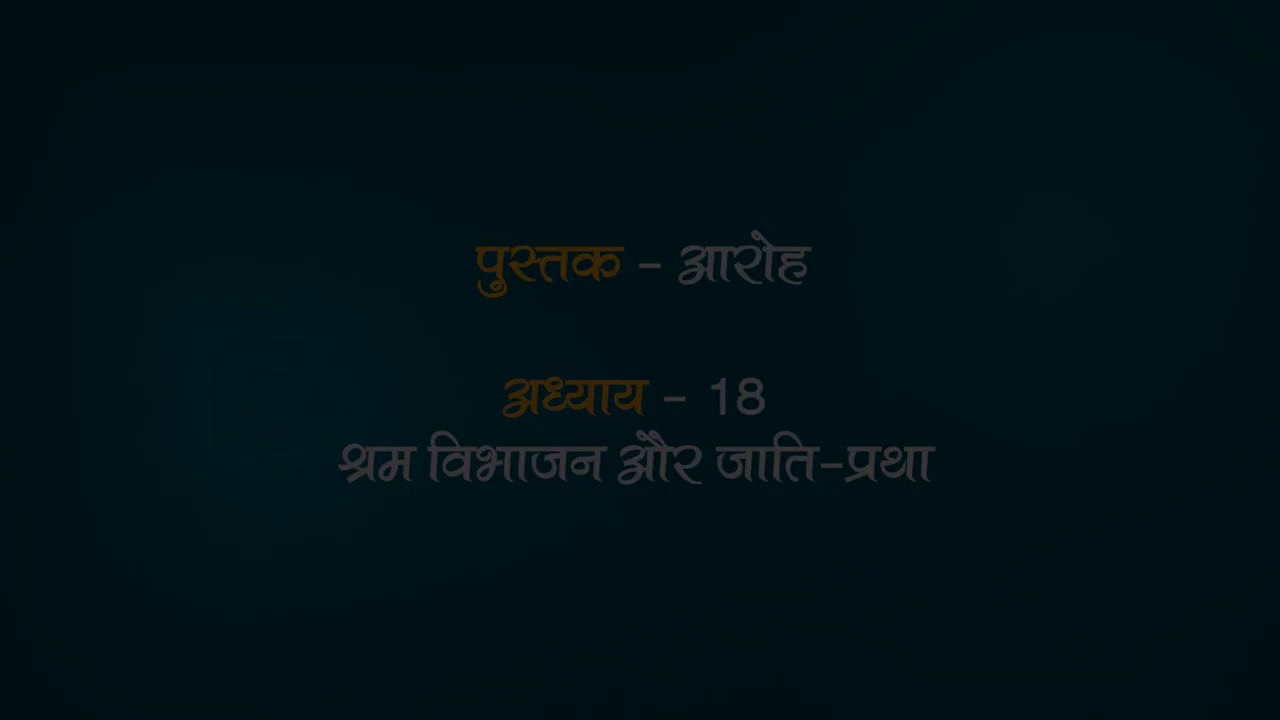 पुस्तक - आरोह
अध्याय - 18
श्रम विभाजन और जाति-प्रथा